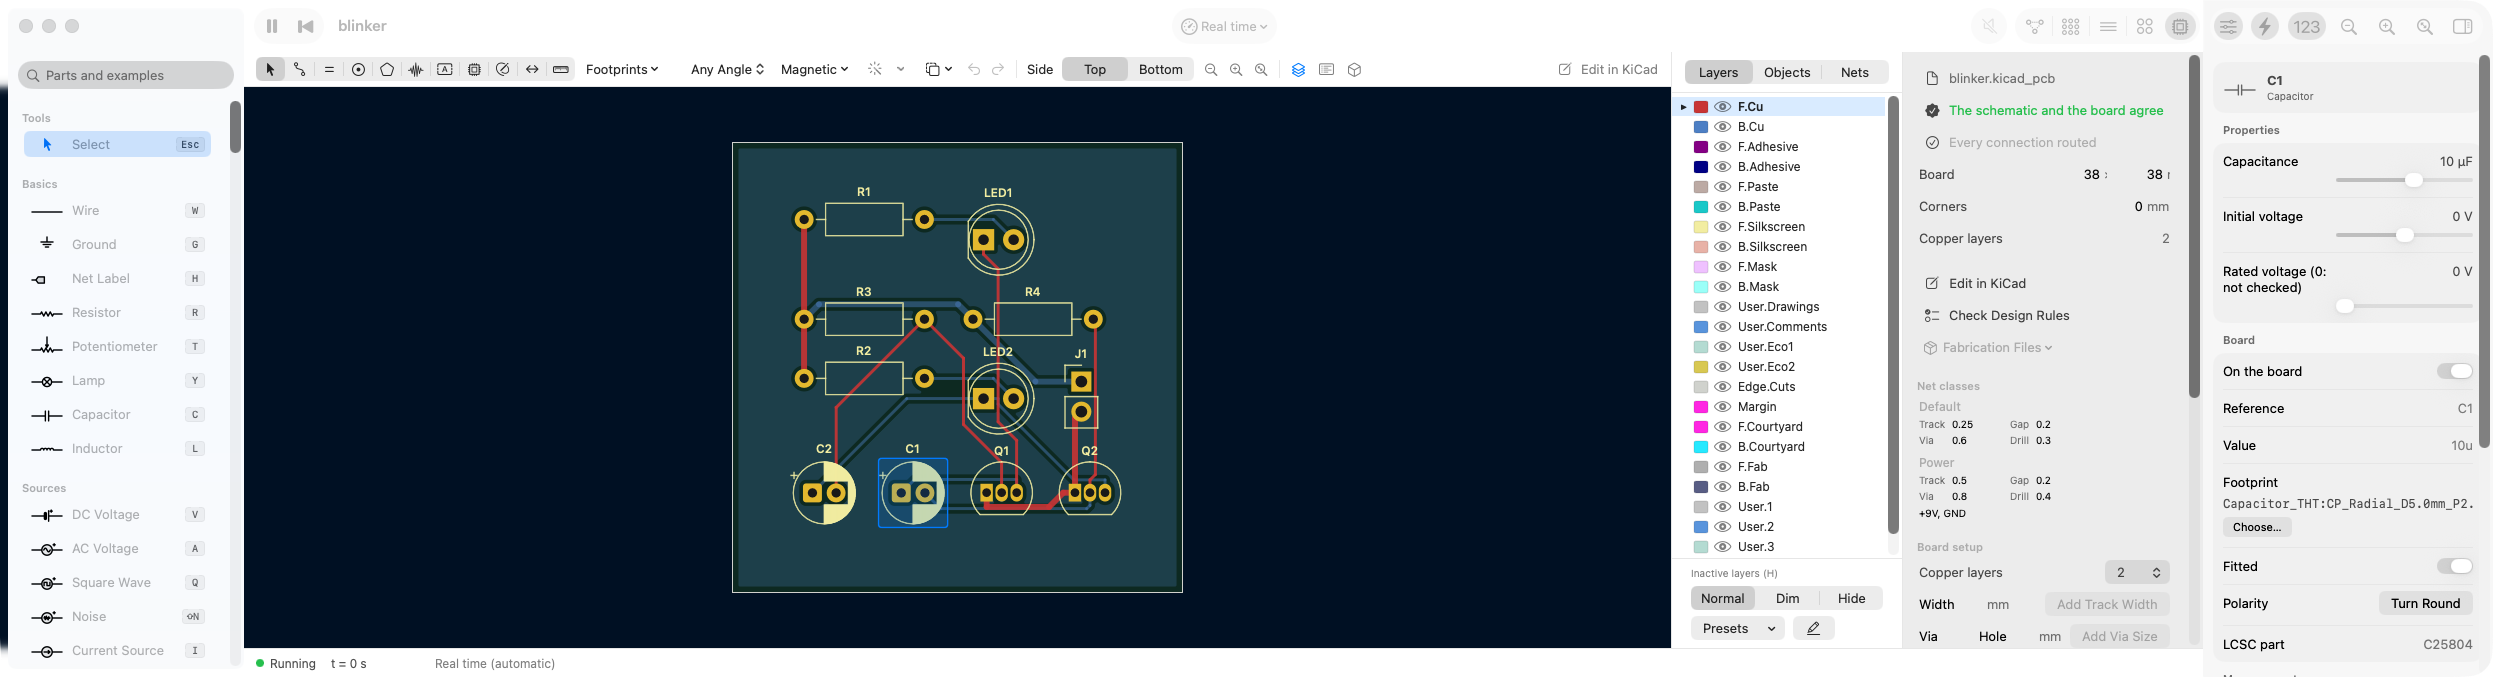 blinker
Real time
123
Parts and examples
Footprints
Any Angle
Magnetic
Side
Top
Bottom
Edit in KiCad
Tools
Select
Esc
Basics
Wire
W
Ground
G
Net Label
H
Resistor
R
Potentiometer
T
Lamp
Y
Capacitor
C
Inductor
L
Sources
DC Voltage
V
AC Voltage
A
Square Wave
Q
Noise
⇧N
Current Source
I
R1
LED1
R3
R4
R2
LED2
J1
C2
C1
Q1
Q2
+
+
Running
t = 0 s
Real time (automatic)
Layers
Objects
Nets
F.Cu
B.Cu
F.Adhesive
B.Adhesive
F.Paste
B.Paste
F.Silkscreen
B.Silkscreen
F.Mask
B.Mask
User.Drawings
User.Comments
User.Eco1
User.Eco2
Edge.Cuts
Margin
F.Courtyard
B.Courtyard
F.Fab
B.Fab
User.1
User.2
User.3
Inactive layers (H)
Normal
Dim
Hide
Presets
blinker.kicad_pcb
The schematic and the board agree
Every connection routed
Board
38
38
Corners
0 mm
Copper layers
2
Edit in KiCad
Check Design Rules
Fabrication Files
Net classes
Default
Track 0.25 Gap 0.2
Via 0.6 Drill 0.3
Power
Track 0.5 Gap 0.2
Via 0.8 Drill 0.4
+9V, GND
Board setup
Copper layers
2
Width mm
Add Track Width
Via Hole mm
Add Via Size
C1
Capacitor
Properties
Capacitance
10 µF
Initial voltage
0 V
Rated voltage (0:
not checked)
0 V
Board
On the board
Reference
C1
Value
10u
Footprint
Capacitor_THT:CP_Radial_D5.0mm_P2.
Choose...
Fitted
Polarity
Turn Round
LCSC part
C25804